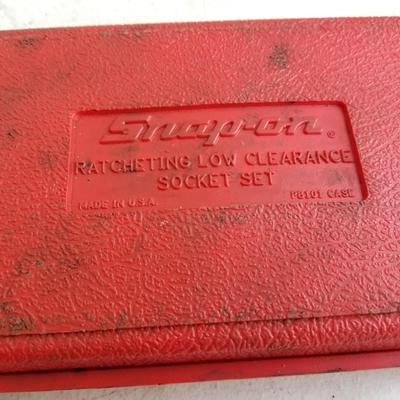 Snap-on®
RATCHETING LOW CLEARANCE
SOCKET SET
MADE IN U.S.A. PB101 CASE